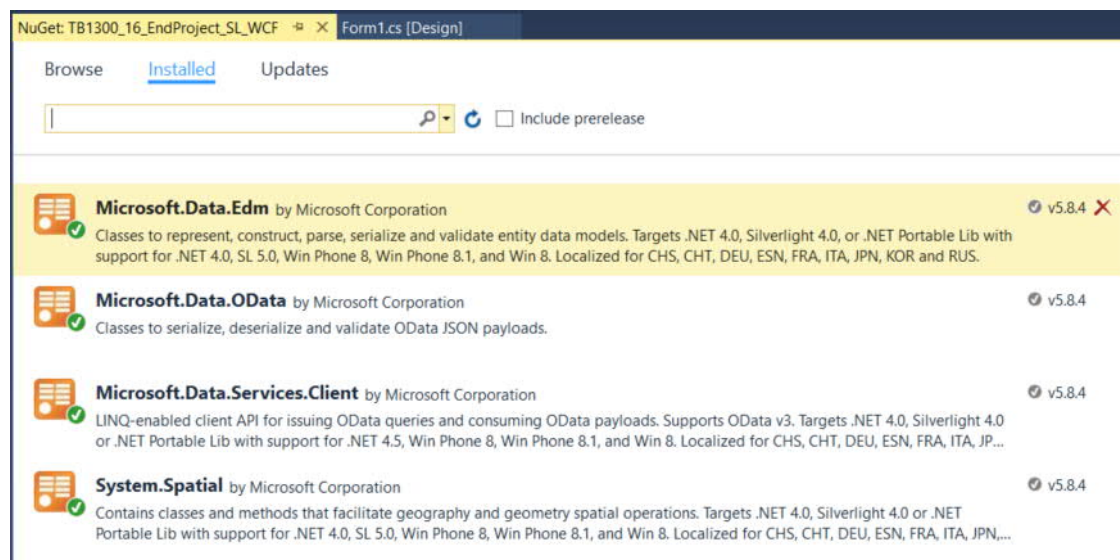 NuGet: TB1300_16_EndProject_SL_WCF Form1.cs [Design]
Browse Installed Updates
Include prerelease
Microsoft.Data.Edm by Microsoft Corporation v5.8.4
Classes to represent, construct, parse, serialize and validate entity data models. Targets .NET 4.0, Silverlight 4.0, or .NET Portable Lib with
support for .NET 4.0, SL 5.0, Win Phone 8, Win Phone 8.1, and Win 8. Localized for CHS, CHT, DEU, ESN, FRA, ITA, JPN, KOR and RUS.
Microsoft.Data.OData by Microsoft Corporation v5.8.4
Classes to serialize, deserialize and validate OData JSON payloads.
Microsoft.Data.Services.Client by Microsoft Corporation v5.8.4
LINQ-enabled client API for issuing OData queries and consuming OData payloads. Supports OData v3. Targets .NET 4.0, Silverlight 4.0
or .NET Portable Lib with support for .NET 4.5, Win Phone 8, Win Phone 8.1, and Win 8. Localized for CHS, CHT, DEU, ESN, FRA, ITA, JP...
System.Spatial by Microsoft Corporation v5.8.4
Contains classes and methods that facilitate geography and geometry spatial operations. Targets .NET 4.0, Silverlight 4.0 or .NET
Portable Lib with support for .NET 4.0, SL 5.0, Win Phone 8, Win Phone 8.1, and Win 8. Localized for CHS, CHT, DEU, ESN, FRA, ITA, JPN,...